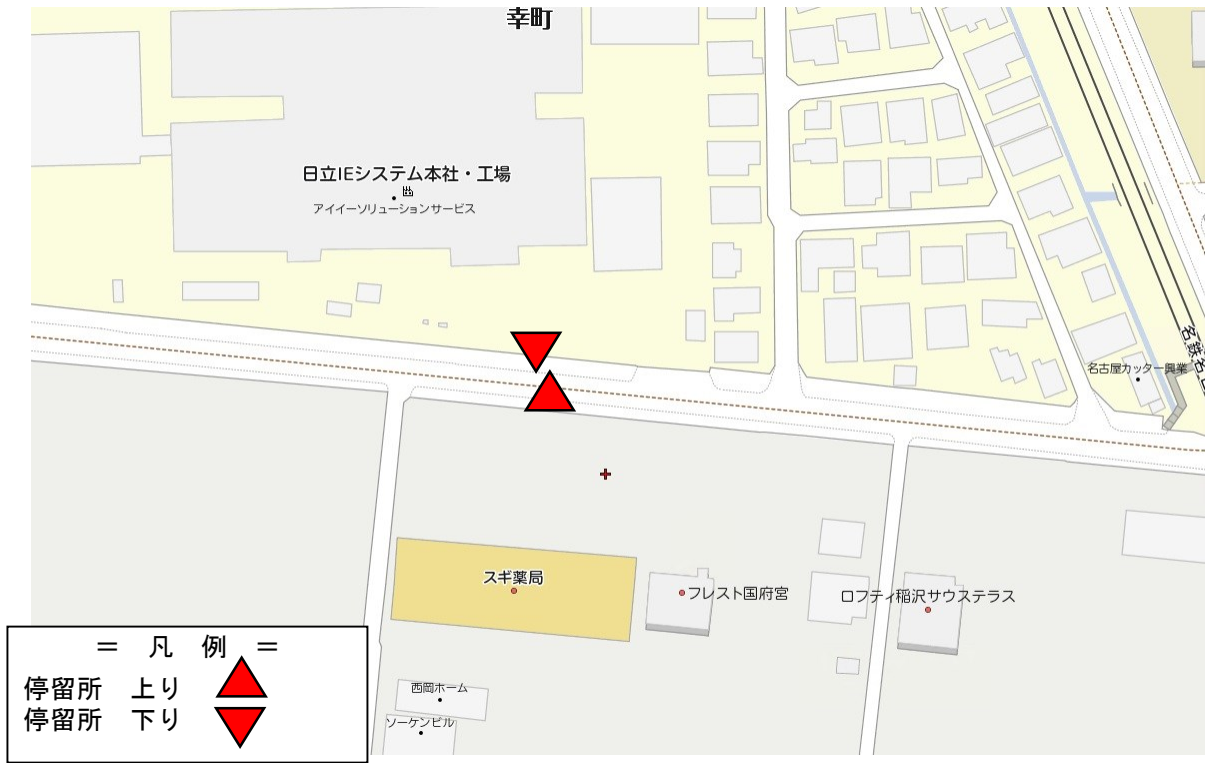 幸町
日立IEシステム本社・工場
アイイーソリューションサービス
名古屋カッター興業
名鉄名
スギ薬局
フレスト国府宮
ロフティ稲沢サウステラス
西岡ホーム
ソーケンビル
＝ 凡 例 ＝
停留所 上り
停留所 下り